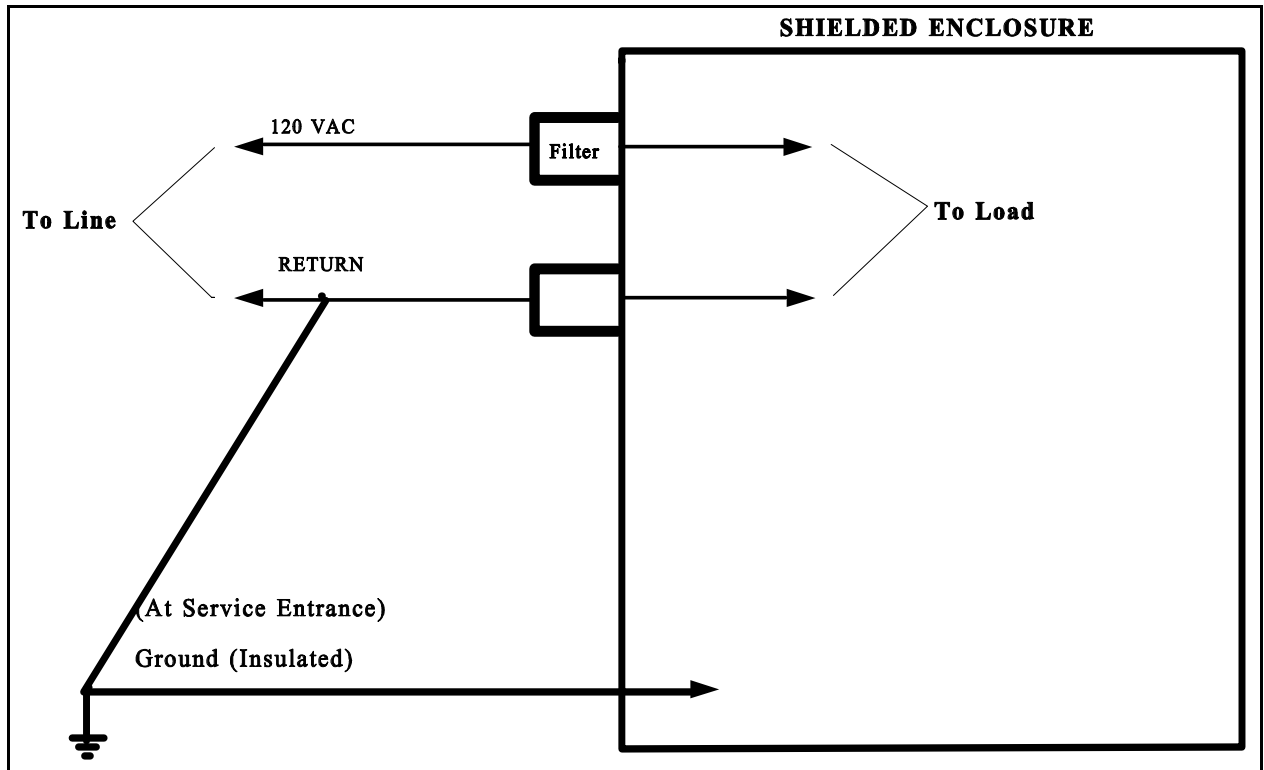 SHIELDED ENCLOSURE
120 VAC
Filter
To Line
To Load
RETURN
(At Service Entrance)
Ground (Insulated)